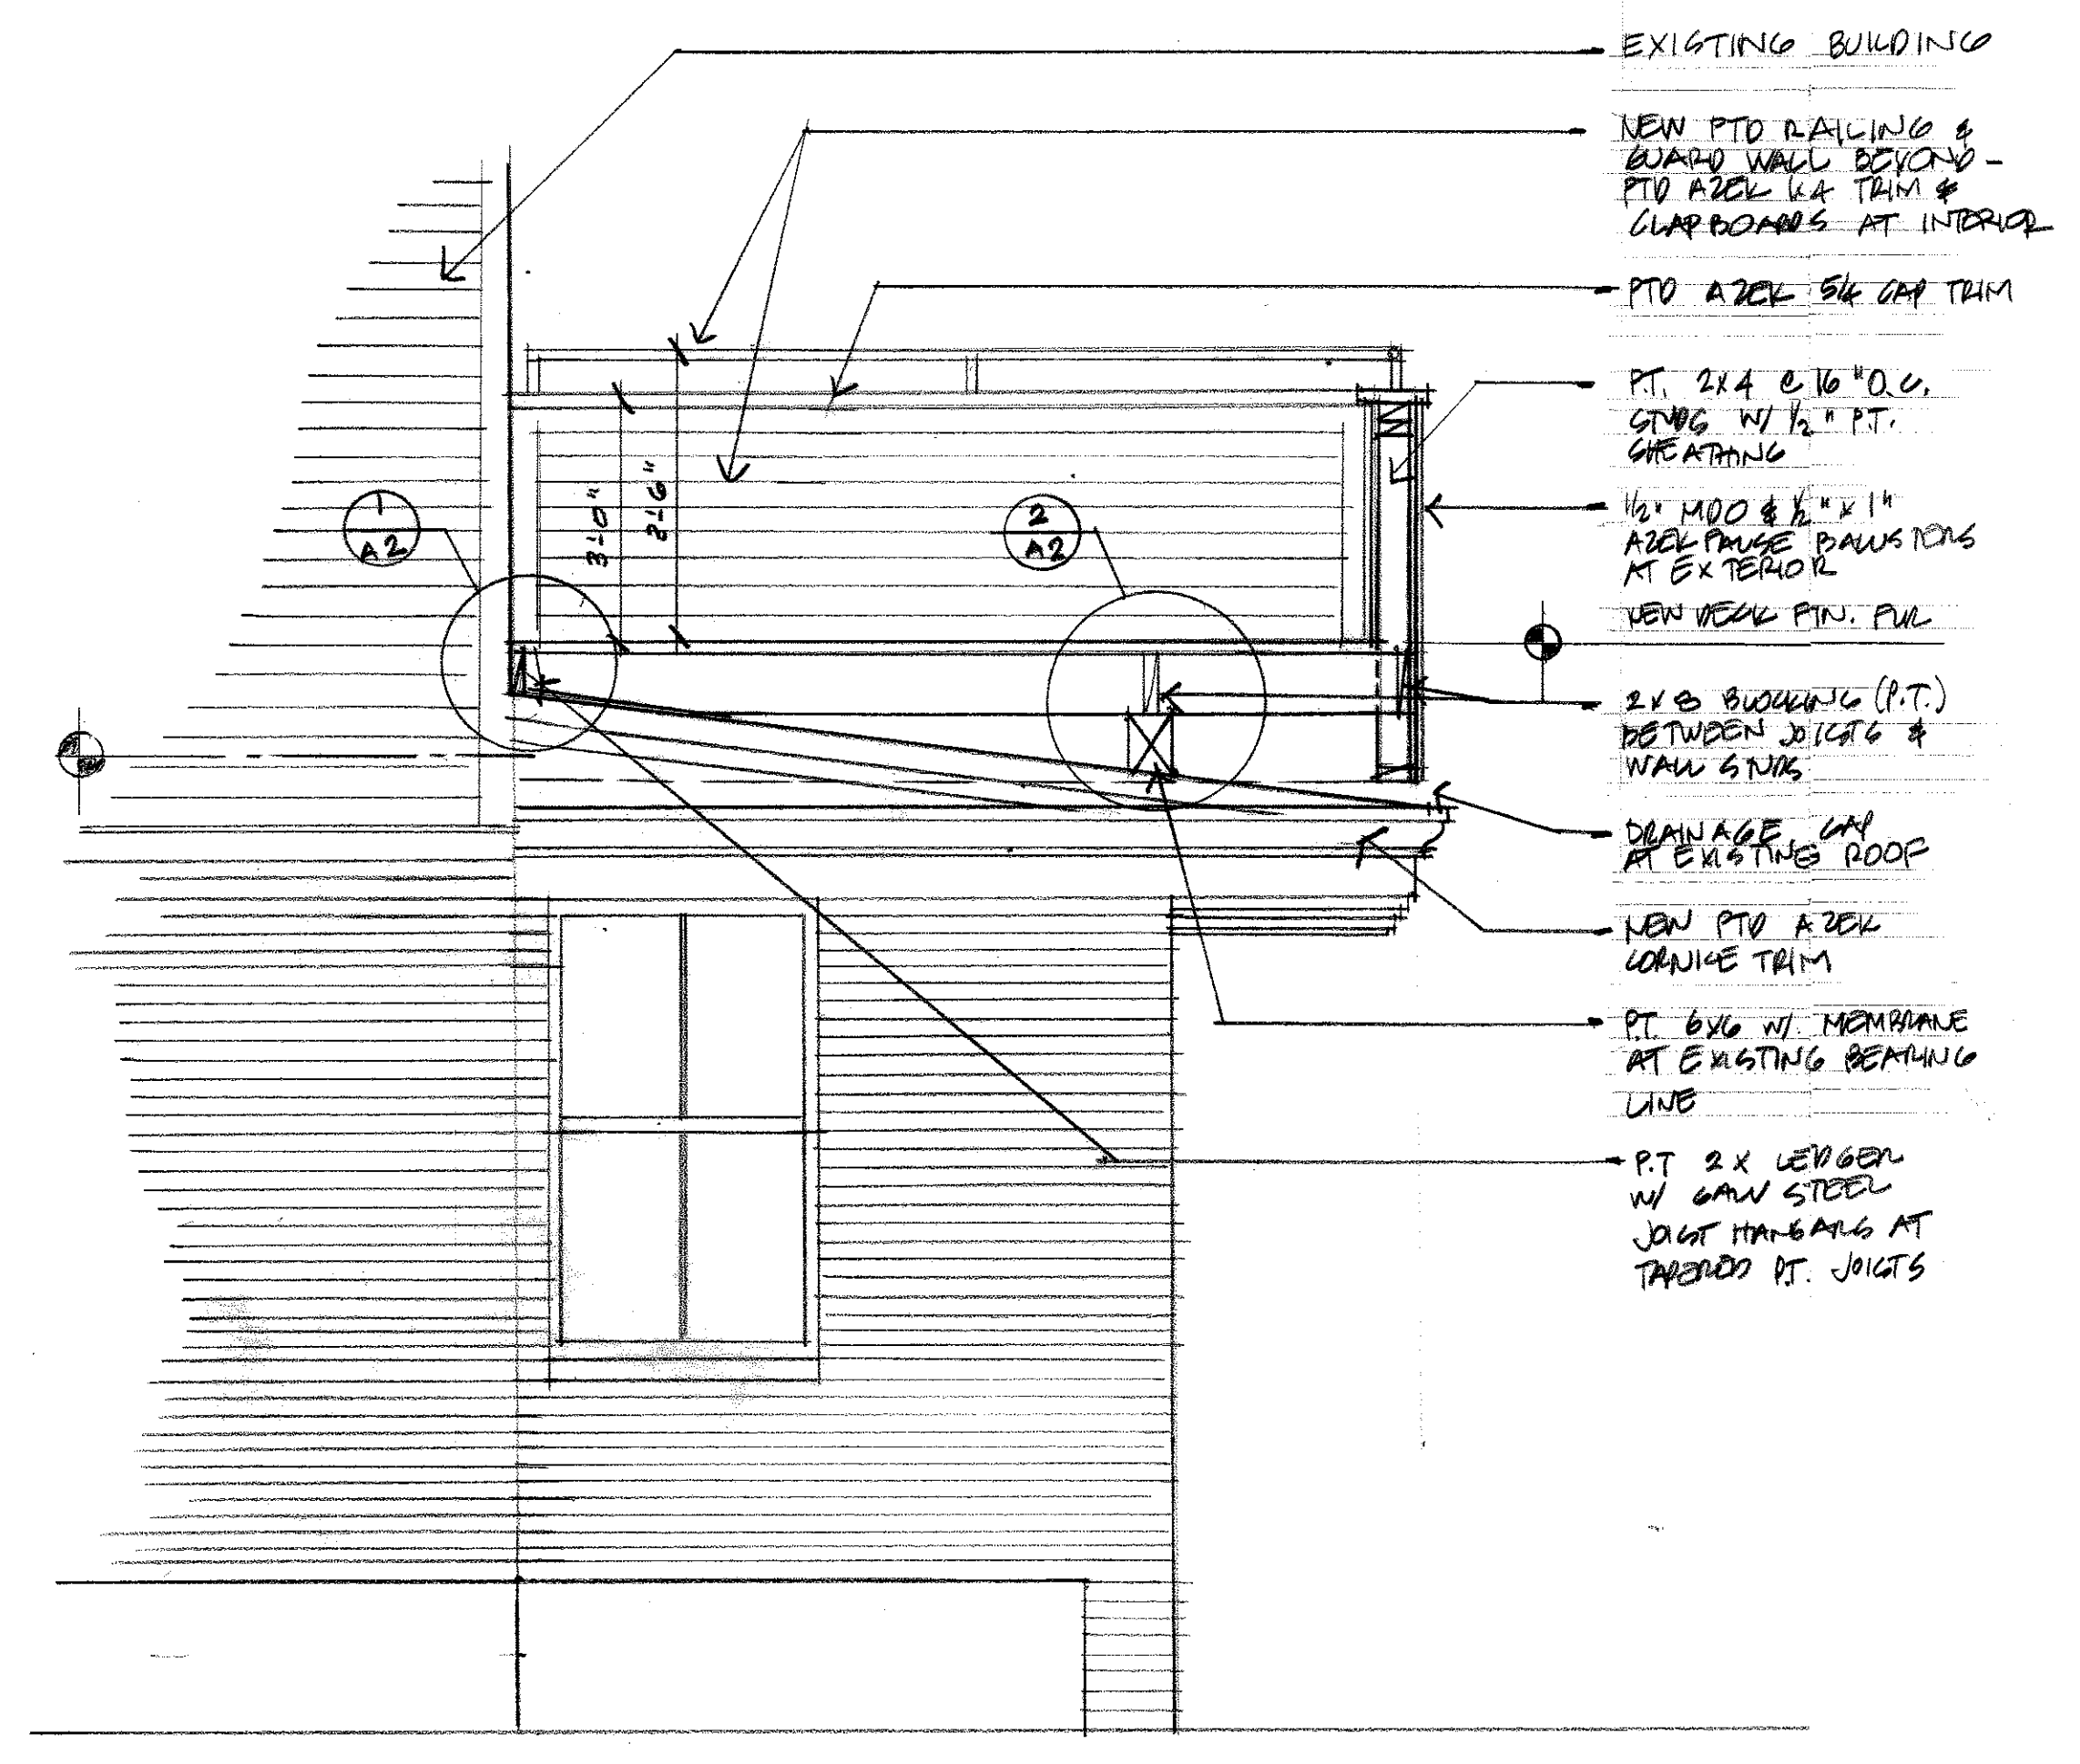 EXISTING BUILDING
NEW PTD RAILING &
GUARD WALL BEYOND -
PTD AZEK 1x4 TRIM &
CLAPBOARDS AT INTERIOR
PTD AZEK 5/4 CAP TRIM
P.T. 2x4 @ 16" O.C.
STUDS W/ 1/2" P.T.
SHEATHING
1/2" MDO & 1/2" x 1"
AZEK FAUSE BALUSTERS
AT EXTERIOR
NEW DECK FIN. FLR
2x8 BLOCKING (P.T.)
BETWEEN JOISTS &
WALL STUDS
DRAINAGE GAP
AT EXISTING ROOF
NEW PTD AZEK
CORNICE TRIM
P.T. 6x6 W/ MEMBRANE
AT EXISTING BEARING
LINE
P.T 2x LEDGER
W/ GALV STEEL
JOIST HANGARS AT
TAPERED P.T. JOISTS
1
A2
2
A2
3'-0"
3'-6"